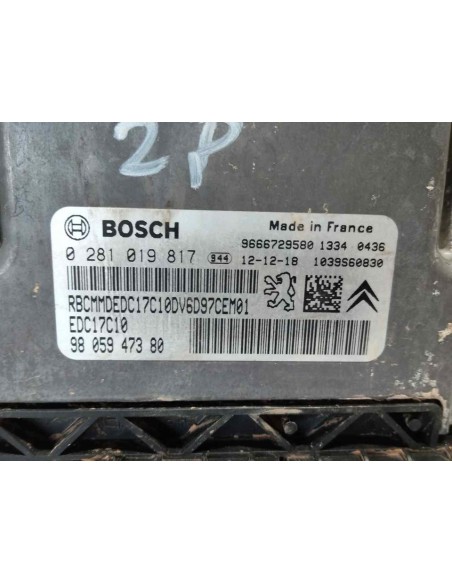 2P
BOSCH
Made in France
9666729580 1334 0436
0 281 019 817 944 12-12-18 1039S60830
RBCMMDEDC17C10DV6D97CEM01
EDC17C10
98 059 473 80